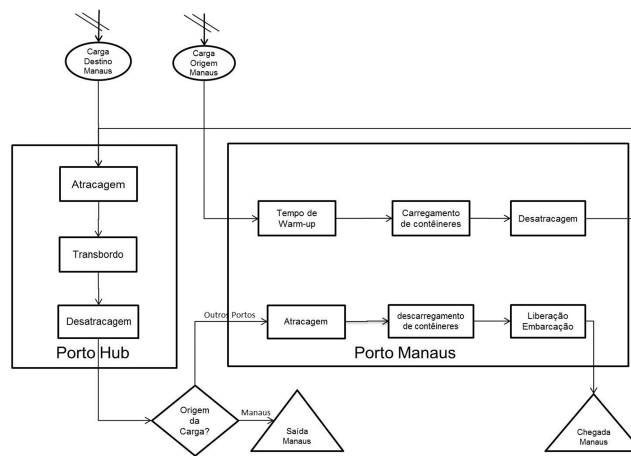 Carga
Destino
Manaus
Carga
Origem
Manaus
Atracagem
Transbordo
Desatracagem
Porto Hub
Tempo de
Warm-up
Carregamento
de contêineres
Desatracagem
Outros Portos
Atracagem
descarregamento
de contêineres
Liberação
Embarcação
Porto Manaus
Origem
da
Carga?
Manaus
Saída
Manaus
Chegada
Manaus